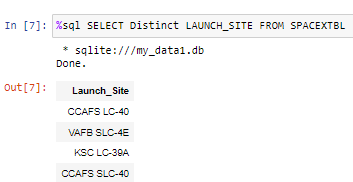 In [7]: %sql SELECT Distinct LAUNCH_SITE FROM SPACEXTBL
* sqlite:///my_data1.db
Done.
Out[7]: Launch_Site
CCAFS LC-40
VAFB SLC-4E
KSC LC-39A
CCAFS SLC-40